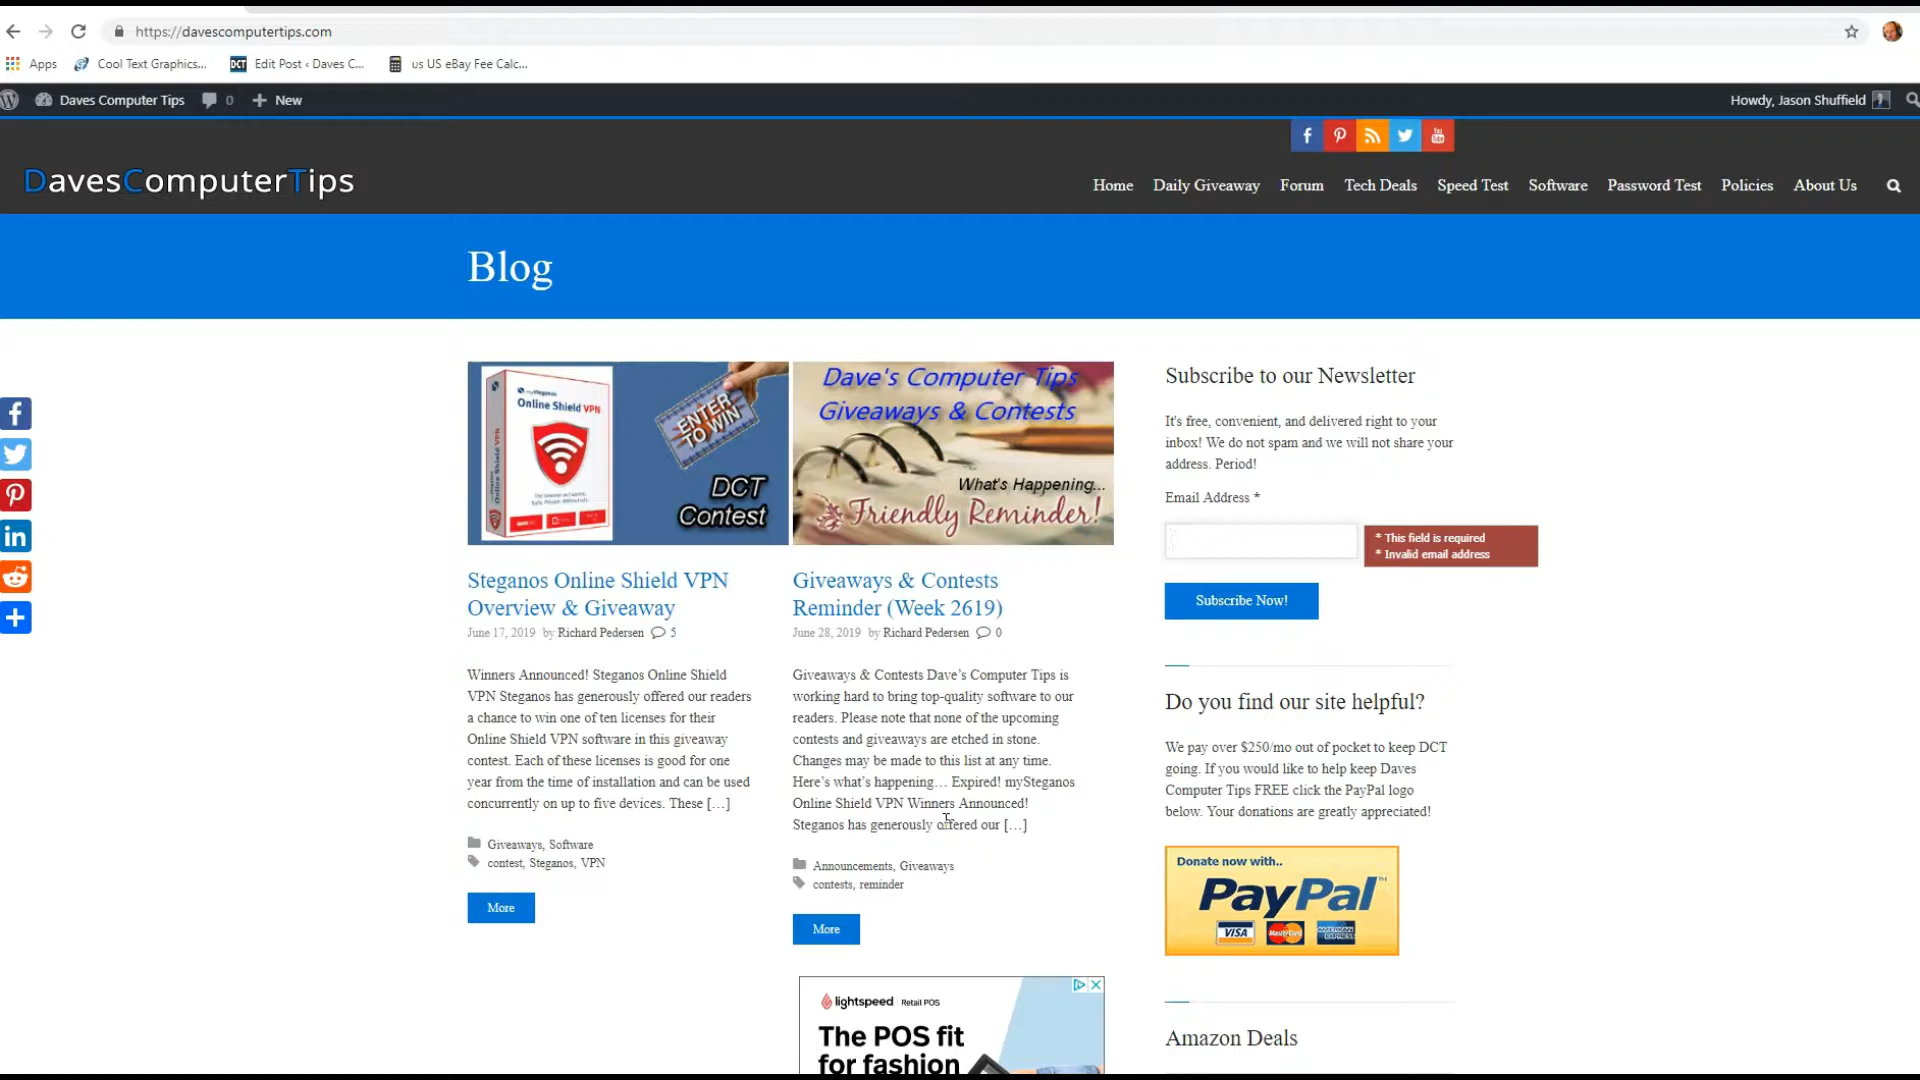 https://davescomputertips.com
Apps
Cool Text Graphics...
DCT
Edit Post ‹ Daves C...
us US eBay Fee Calc...
Daves Computer Tips
0
New
Howdy, Jason Shuffield
DavesComputerTips
Home
Daily Giveaway
Forum
Tech Deals
Speed Test
Software
Password Test
Policies
About Us
Blog
Online Shield VPN
ENTER
TO WIN
DCT
Contest
Dave's Computer Tips
Giveaways & Contests
What's Happening...
Friendly Reminder!
Steganos Online Shield VPN
Overview & Giveaway
June 17, 2019 by Richard Pedersen 5
Winners Announced! Steganos Online Shield
VPN Steganos has generously offered our readers
a chance to win one of ten licenses for their
Online Shield VPN software in this giveaway
contest. Each of these licenses is good for one
year from the time of installation and can be used
concurrently on up to five devices. These […]
Giveaways, Software
contest, Steganos, VPN
More
Giveaways & Contests
Reminder (Week 2619)
June 28, 2019 by Richard Pedersen 0
Giveaways & Contests Dave’s Computer Tips is
working hard to bring top-quality software to our
readers. Please note that none of the upcoming
contests and giveaways are etched in stone.
Changes may be made to this list at any time.
Here’s what’s happening… Expired! mySteganos
Online Shield VPN Winners Announced!
Steganos has generously offered our […]
Announcements, Giveaways
contests, reminder
More
lightspeed | Retail POS
The POS fit
for fashion
Subscribe to our Newsletter
It's free, convenient, and delivered right to your
inbox! We do not spam and we will not share your
address. Period!
Email Address *
* This field is required
* Invalid email address
Subscribe Now!
Do you find our site helpful?
We pay over $250/mo out of pocket to keep DCT
going. If you would like to help keep Daves
Computer Tips FREE click the PayPal logo
below. Your donations are greatly appreciated!
Donate now with..
PayPal™
VISA
MasterCard
AMERICAN EXPRESS
Amazon Deals